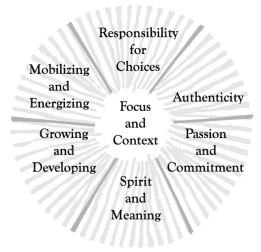 Responsibility
for
Choices
Mobilizing
and
Energizing
Authenticity
Focus
and
Context
Growing
and
Developing
Passion
and
Commitment
Spirit
and
Meaning